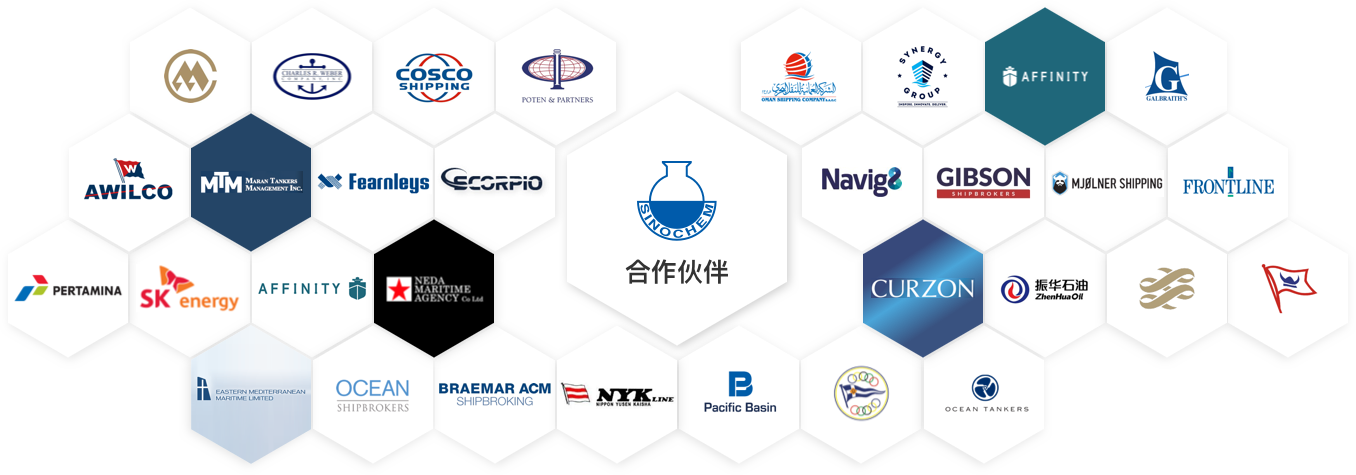 CHARLES R. WEBER
COMPANY, INC.
COSCO
SHIPPING
POTEN & PARTNERS
OMAN SHIPPING COMPANY
SYNERGY
GROUP
AFFINITY
G
GALBRAITH'S
W
AWILCO
MTM
MARAN TANKERS
MANAGEMENT INC.
Fearnleys
SCORPIO
SINOCHEM
合作伙伴
Navig8
GIBSON
SHIPBROKERS
MJØLNER SHIPPING
FRONTLINE
PERTAMINA
SK energy
AFFINITY
NEDA
MARITIME
AGENCY Co Ltd
CURZON
振华石油
ZhenHua Oil
EASTERN MEDITERRANEAN
MARITIME LIMITED
OCEAN
SHIPBROKERS
BRAEMAR ACM
SHIPBROKING
NYK LINE
NIPPON YUSEN KAISHA
Pacific Basin
OCEAN TANKERS